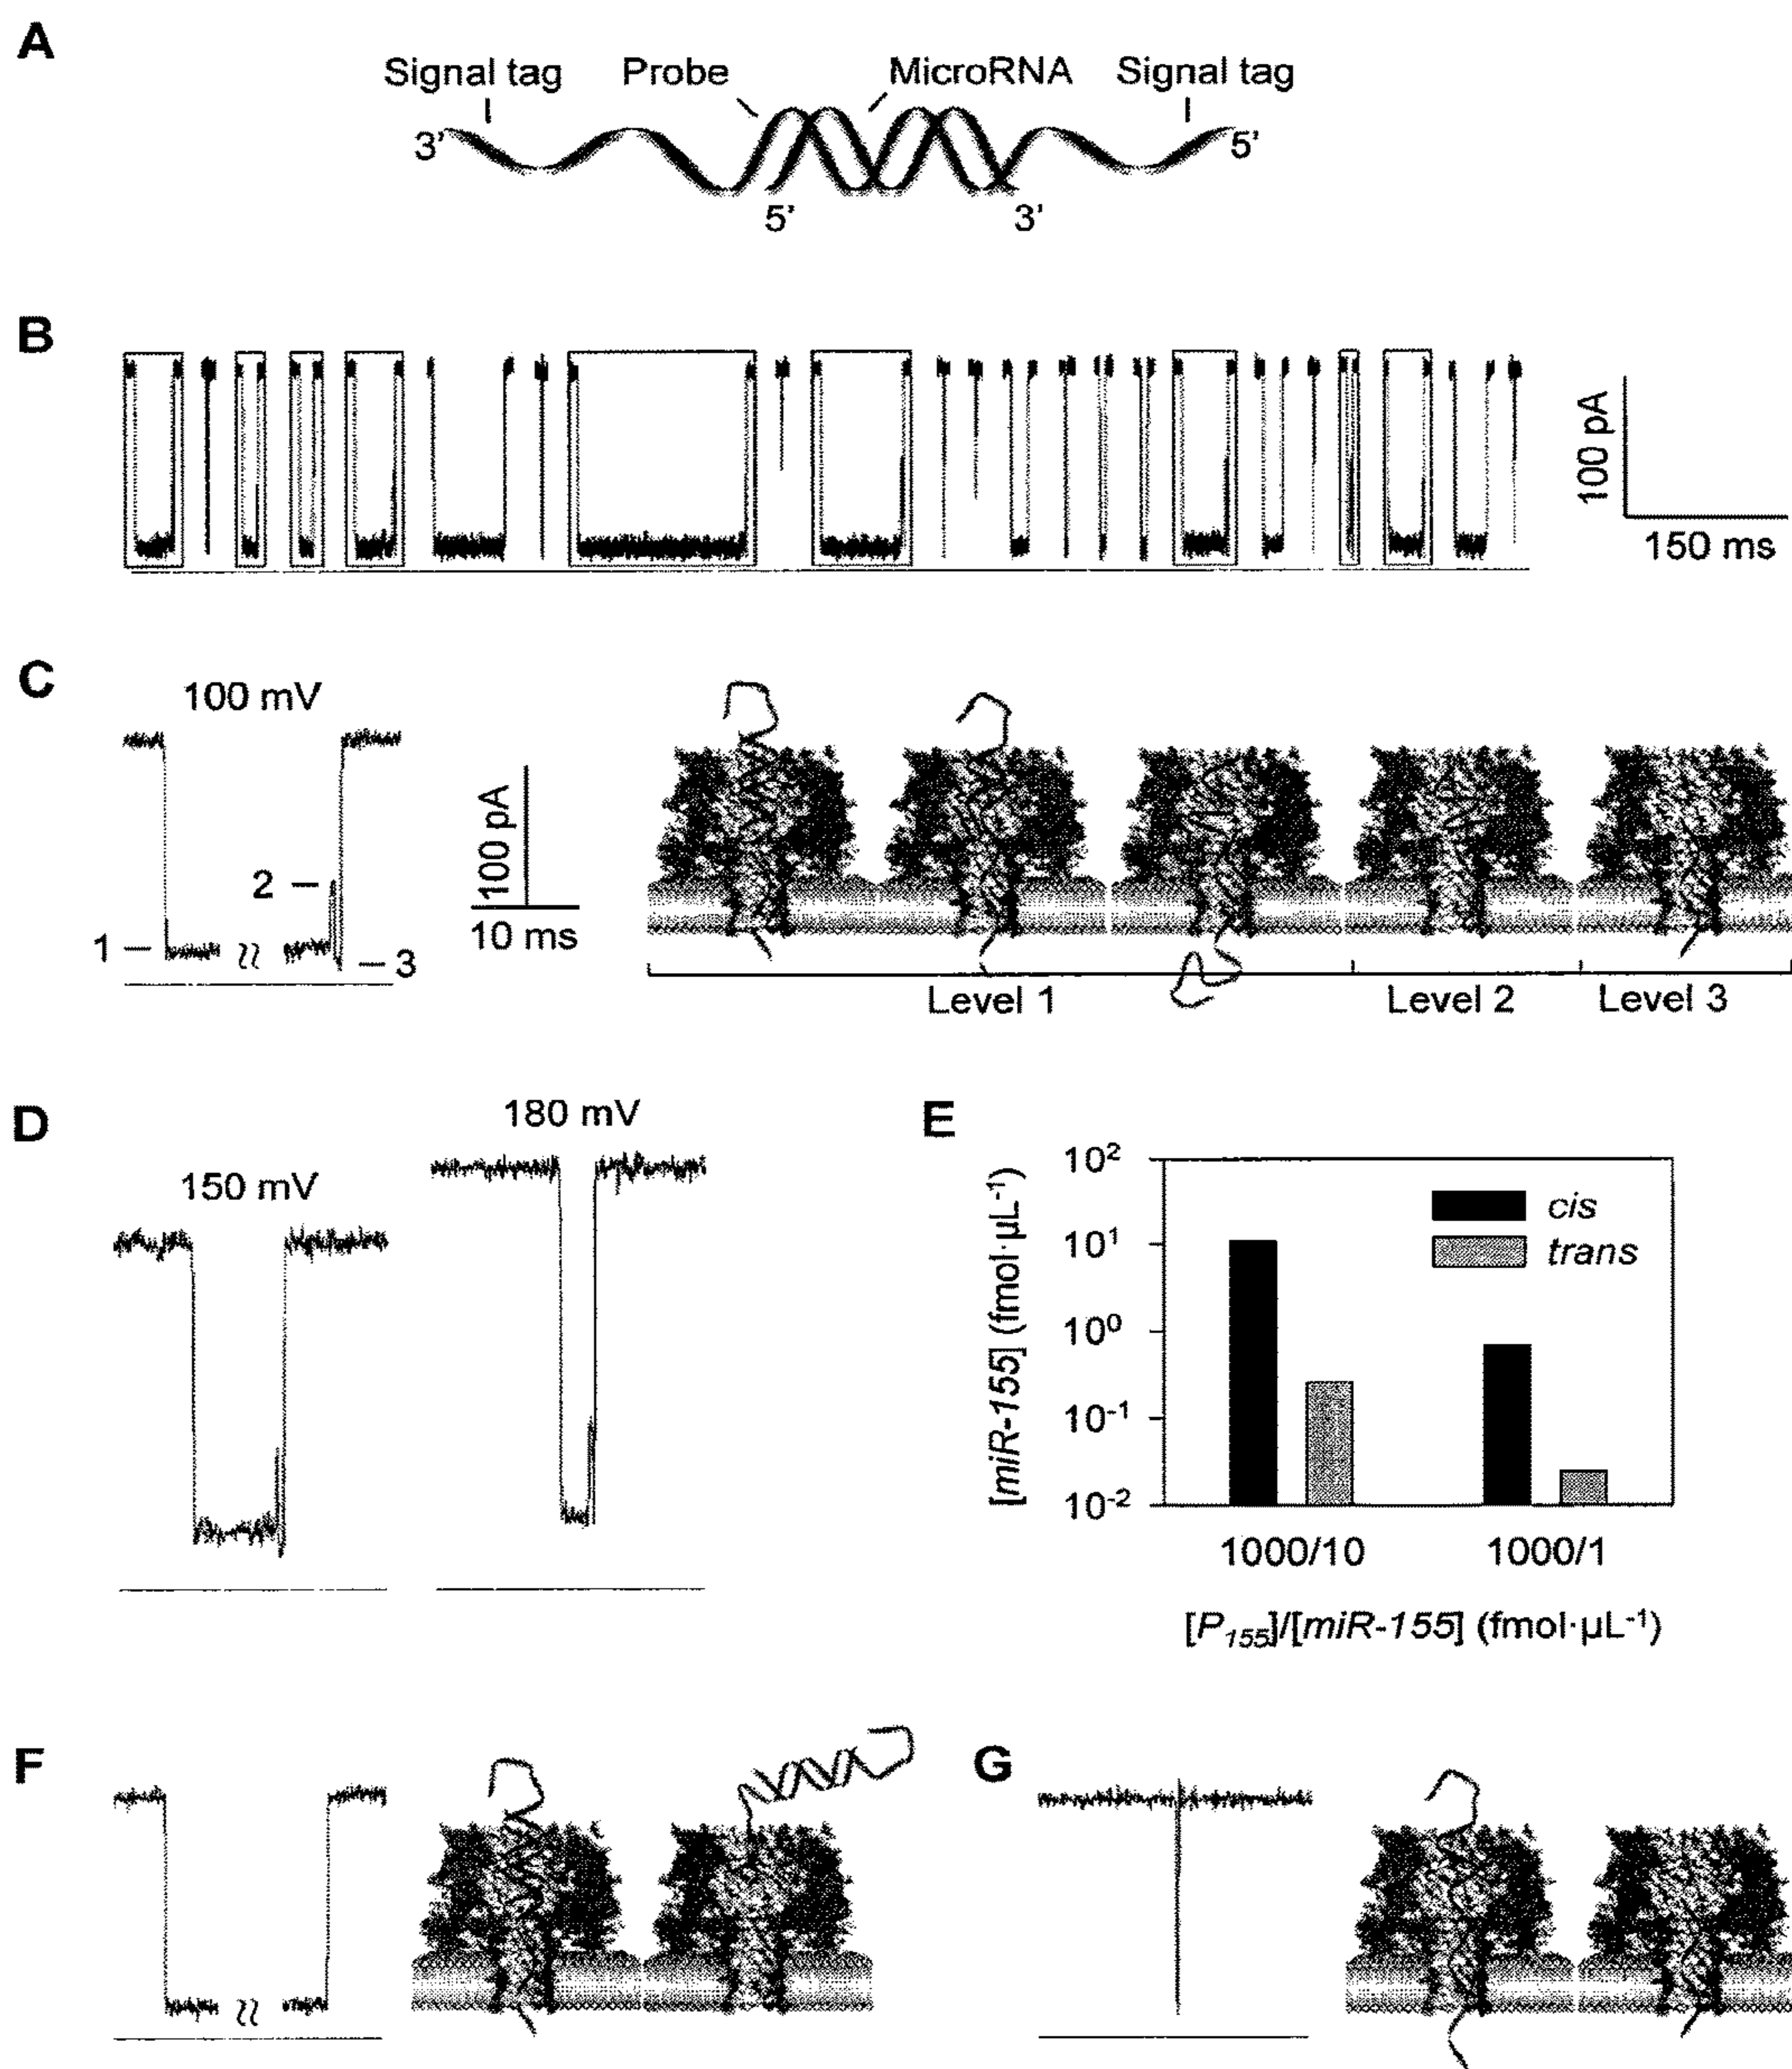 A
Signal tag Probe MicroRNA Signal tag
3' 5'
5' 3'
B
100 pA
150 ms
C
100 mV
2
1
3
100 pA
10 ms
Level 1 Level 2 Level 3
D
150 mV
180 mV
E
[miR-155] (fmol·µL⁻¹)
10²
10¹
10⁰
10⁻¹
10⁻²
cis
trans
1000/10 1000/1
[P₁₅₅]/[miR-155] (fmol·µL⁻¹)
F
G